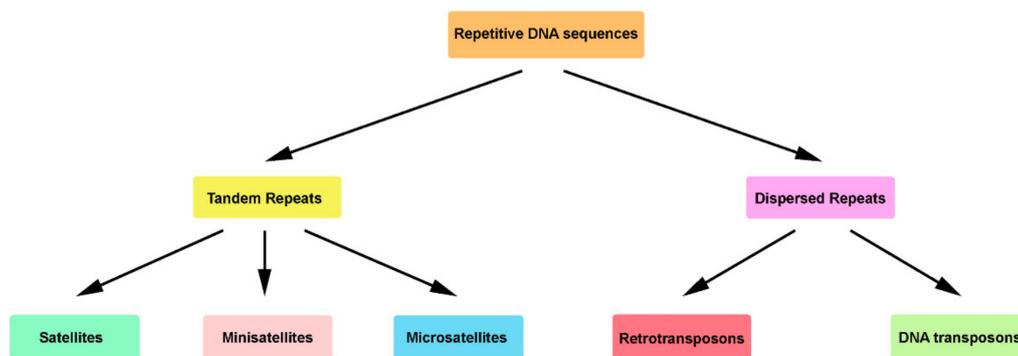 Repetitive DNA sequences
Tandem Repeats
Dispersed Repeats
Satellites
Minisatellites
Microsatellites
Retrotransposons
DNA transposons